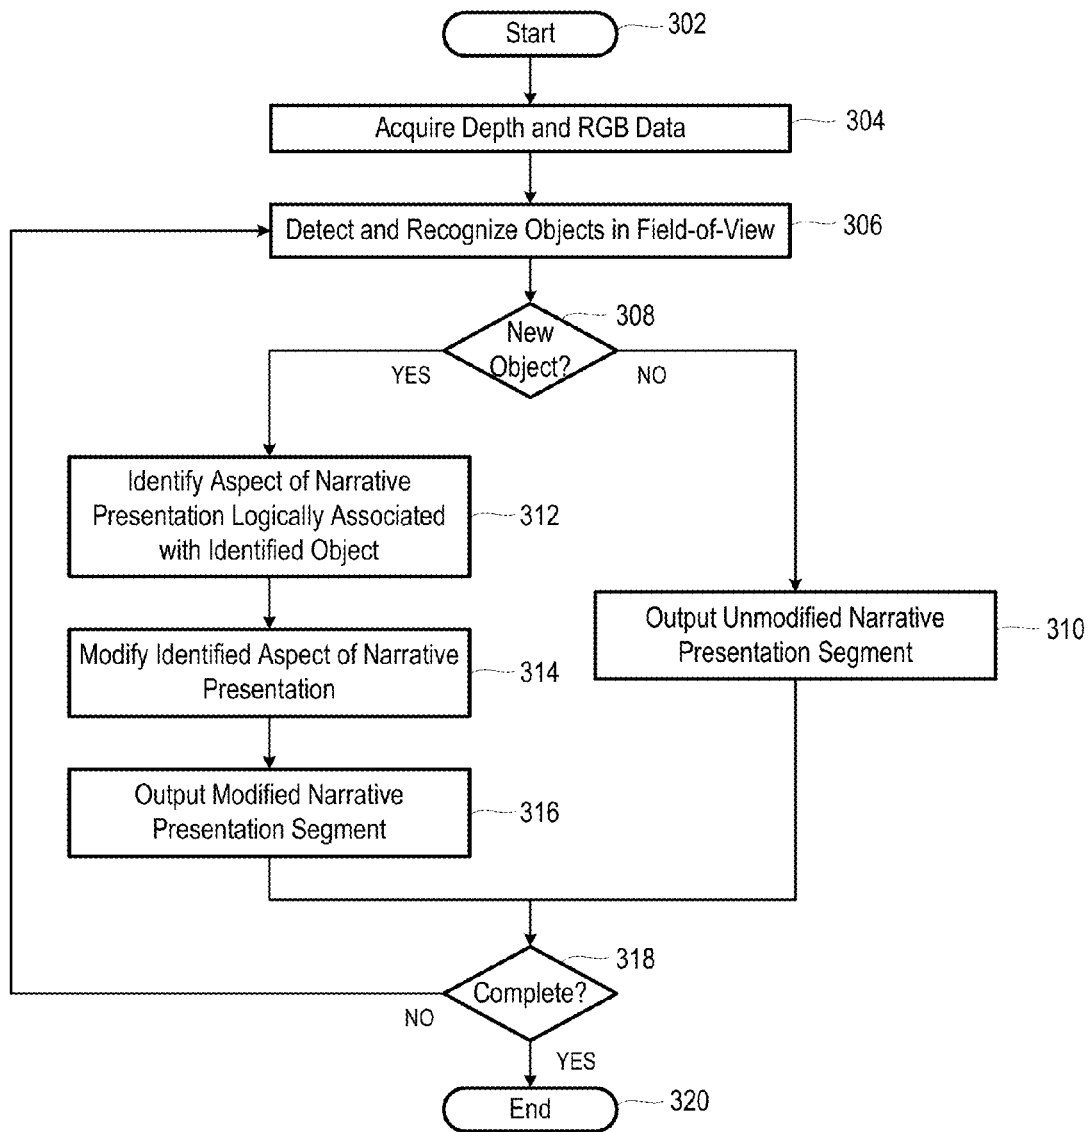 Start
302
Acquire Depth and RGB Data
304
Detect and Recognize Objects in Field-of-View
306
308
New
Object?
YES
NO
Identify Aspect of Narrative
Presentation Logically Associated
with Identified Object
312
Output Unmodified Narrative
Presentation Segment
310
Modify Identified Aspect of Narrative
Presentation
314
Output Modified Narrative
Presentation Segment
316
318
Complete?
NO
YES
End
320